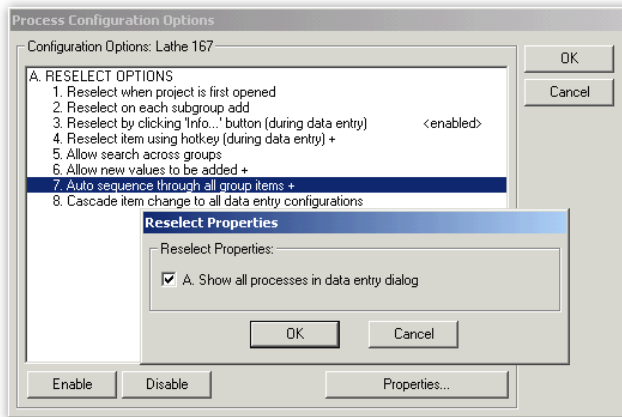 Process Configuration Options
Configuration Options: Lathe 167
OK
Cancel
A. RESELECT OPTIONS
1. Reselect when project is first opened
2. Reselect on each subgroup add
3. Reselect by clicking 'Info...' button (during data entry) <enabled>
4. Reselect item using hotkey (during data entry) +
5. Allow search across groups
6. Allow new values to be added +
7. Auto sequence through all group items +
8. Cascade item change to all data entry configurations
Reselect Properties
Reselect Properties:
A. Show all processes in data entry dialog
OK Cancel
Enable Disable Properties...